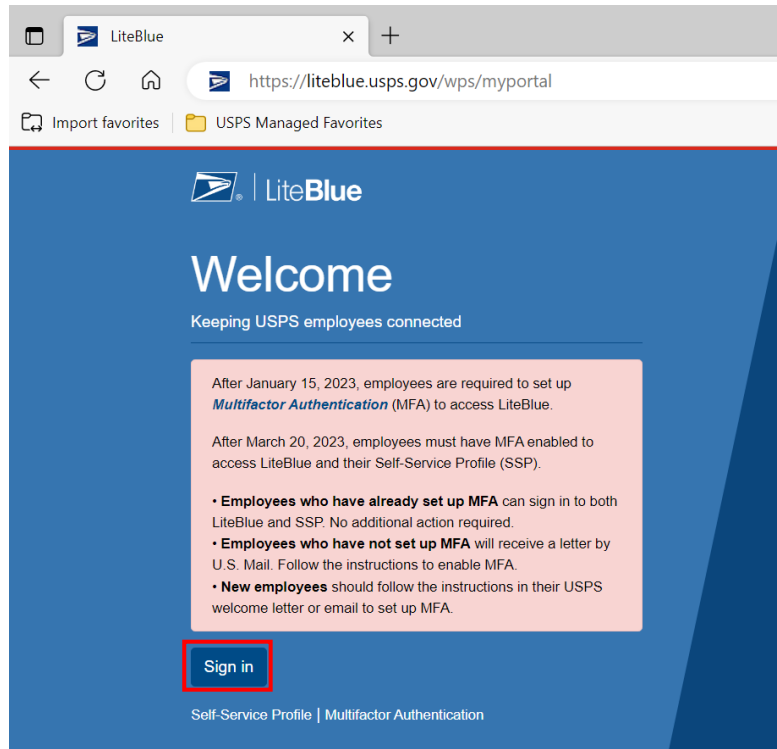 LiteBlue
https://liteblue.usps.gov/wps/myportal
Import favorites
USPS Managed Favorites
LiteBlue
Welcome
Keeping USPS employees connected
After January 15, 2023, employees are required to set up
Multifactor Authentication (MFA) to access LiteBlue.
After March 20, 2023, employees must have MFA enabled to
access LiteBlue and their Self-Service Profile (SSP).
• Employees who have already set up MFA can sign in to both
LiteBlue and SSP. No additional action required.
• Employees who have not set up MFA will receive a letter by
U.S. Mail. Follow the instructions to enable MFA.
• New employees should follow the instructions in their USPS
welcome letter or email to set up MFA.
Sign in
Self-Service Profile | Multifactor Authentication